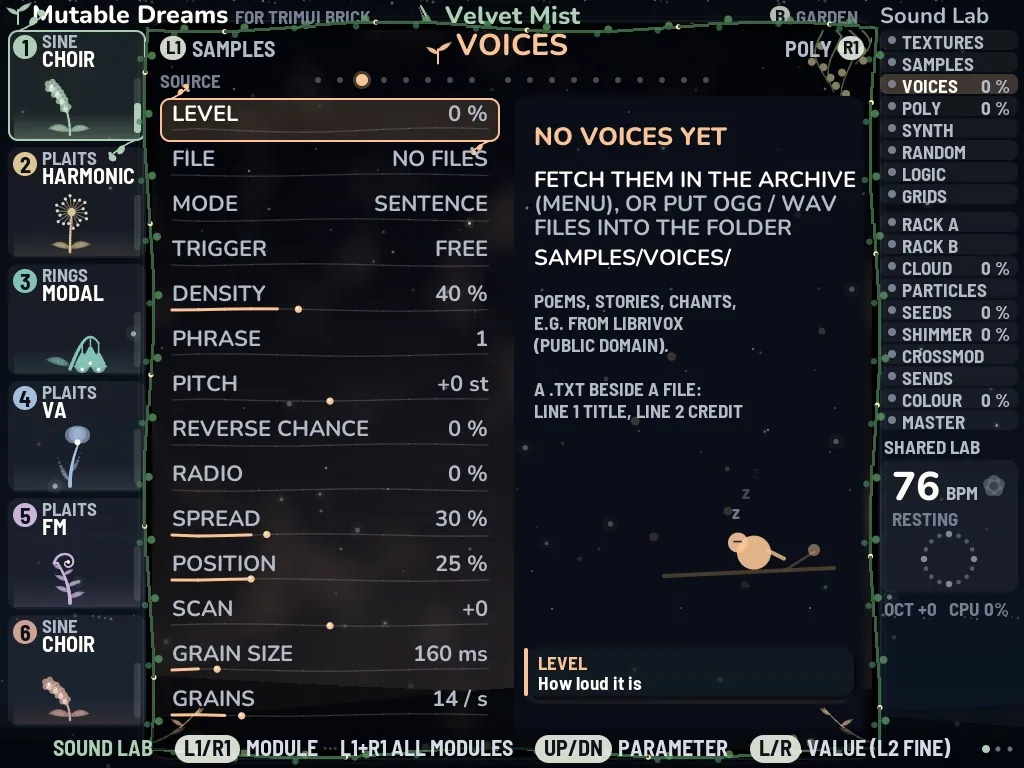 Mutable Dreams FOR TRIMUI BRICK
Velvet Mist
B GARDEN
Sound Lab
1 SINE
CHOIR
2 PLAITS
HARMONIC
3 RINGS
MODAL
4 PLAITS
VA
5 PLAITS
FM
6 SINE
CHOIR
L1 SAMPLES
VOICES
POLY R1
SOURCE
LEVEL 0 %
FILE NO FILES
MODE SENTENCE
TRIGGER FREE
DENSITY 40 %
PHRASE 1
PITCH +0 st
REVERSE CHANCE 0 %
RADIO 0 %
SPREAD 30 %
POSITION 25 %
SCAN +0
GRAIN SIZE 160 ms
GRAINS 14 / s
NO VOICES YET
FETCH THEM IN THE ARCHIVE
(MENU), OR PUT OGG / WAV
FILES INTO THE FOLDER
SAMPLES/VOICES/
POEMS, STORIES, CHANTS,
E.G. FROM LIBRIVOX
(PUBLIC DOMAIN).
A .TXT BESIDE A FILE:
LINE 1 TITLE, LINE 2 CREDIT
z
z
z
LEVEL
How loud it is
TEXTURES
SAMPLES
VOICES 0 %
POLY 0 %
SYNTH
RANDOM
LOGIC
GRIDS
RACK A
RACK B
CLOUD 0 %
PARTICLES
SEEDS 0 %
SHIMMER 0 %
CROSSMOD
SENDS
COLOUR 0 %
MASTER
SHARED LAB
76 BPM
RESTING
OCT +0 CPU 0%
SOUND LAB L1/R1 MODULE L1+R1 ALL MODULES UP/DN PARAMETER L/R VALUE (L2 FINE)